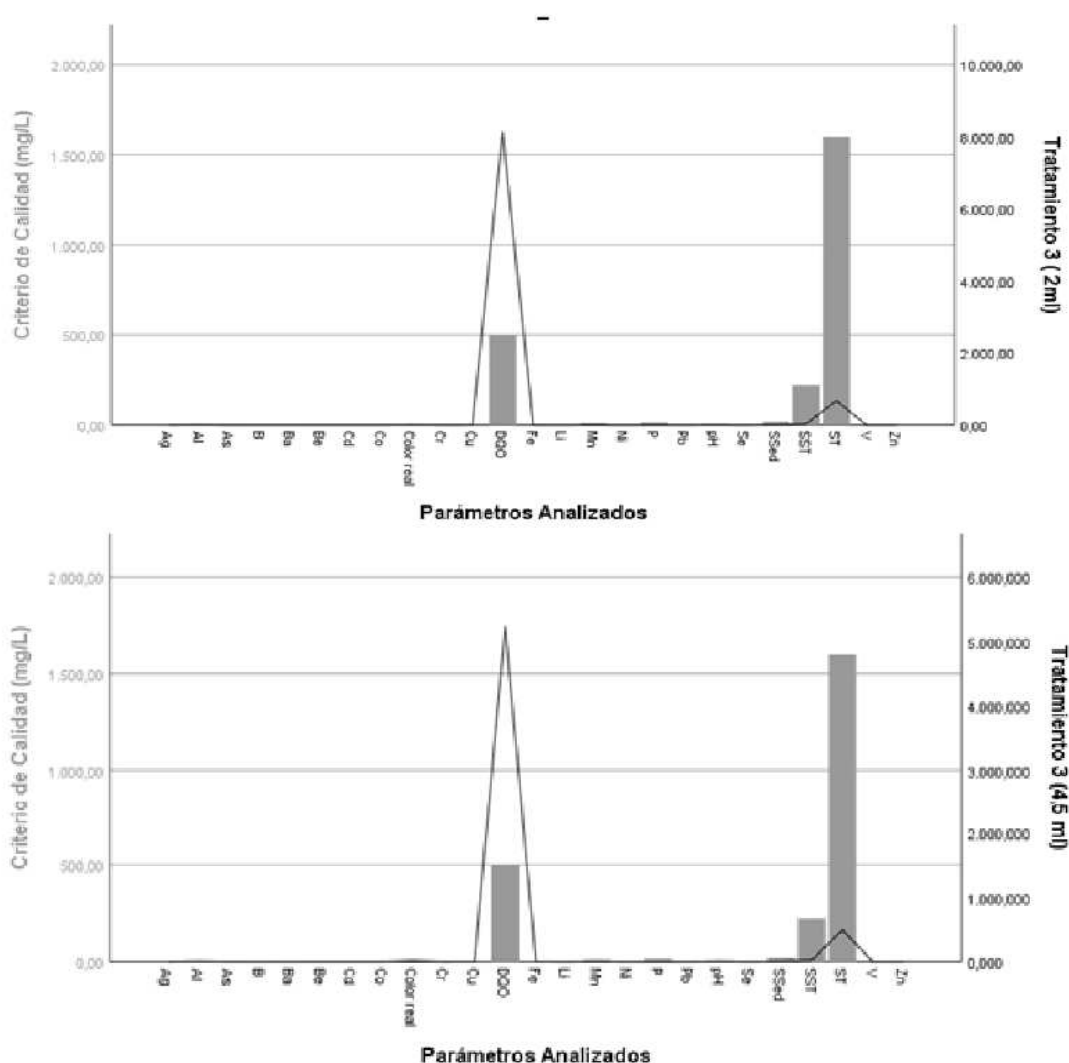 Criterio de Calidad (mg/L)
2.000,00
1.500,00
1.000,00
500,00
0,00
10.000,00
8.000,00
6.000,00
4.000,00
2.000,00
0,00
Tratamiento 3 ( 2ml)
Ag
Al
As
B
Ba
Be
Cd
Co
Color real
Cr
Cu
DQO
Fe
Li
Mn
Ni
P
Pb
pH
Se
SSed
SST
ST
V
Zn
Parámetros Analizados
Criterio de Calidad (mg/L)
2.000,00
1.500,00
1.000,00
500,00
0,00
6.000,000
5.000,000
4.000,000
3.000,000
2.000,000
1.000,000
0,000
Tratamiento 3 (4,5 ml)
Ag
Al
As
B
Ba
Be
Cd
Co
Color real
Cr
Cu
DQO
Fe
Li
Mn
Ni
P
Pb
pH
Se
SSed
SST
ST
V
Zn
Parámetros Analizados